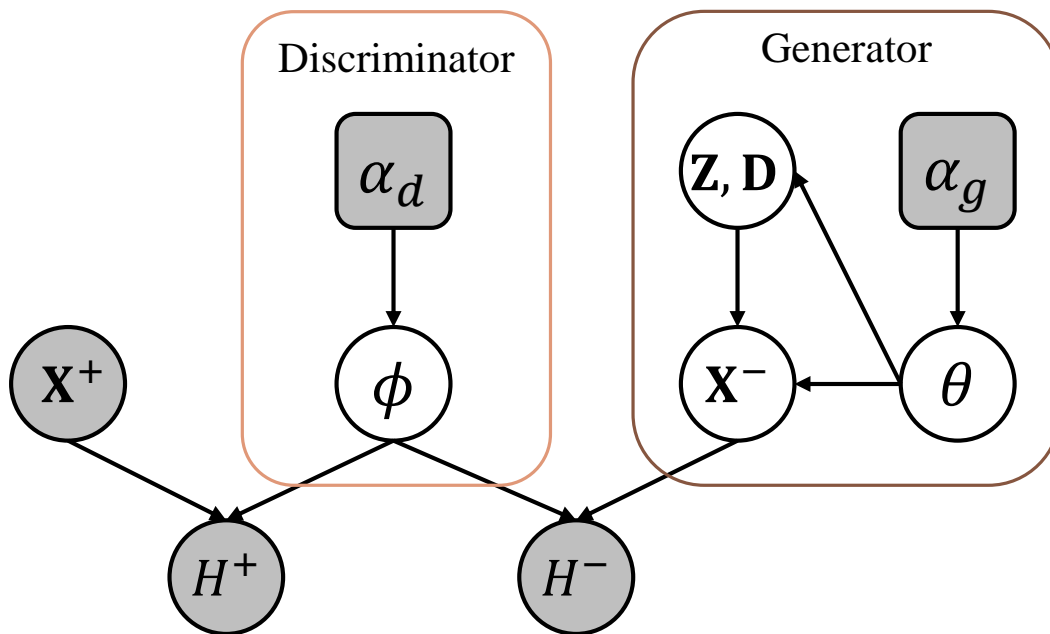 Discriminator
Generator
α_d
Z, D
α_g
X⁺
ϕ
X⁻
θ
H⁺
H⁻